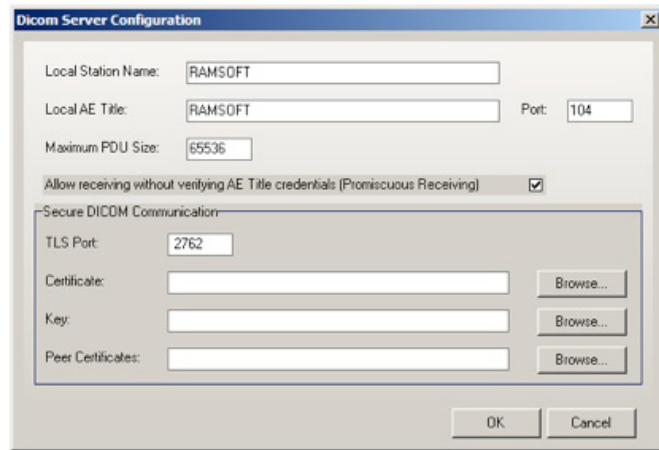 Dicom Server Configuration
Local Station Name: RAMSOFT
Local AE Title: RAMSOFT Port: 104
Maximum PDU Size: 65536
Allow receiving without verifying AE Title credentials (Promiscuous Receiving)
Secure DICOM Communication
TLS Port: 2762
Certificate: Browse...
Key: Browse...
Peer Certificates: Browse...
OK Cancel